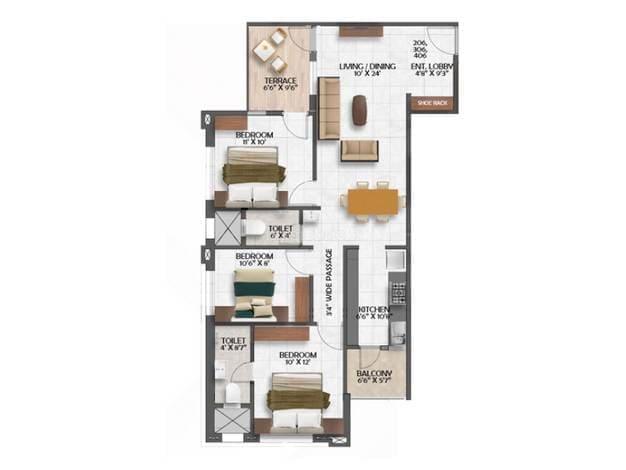 TERRACE
6'6" X 9'6"
LIVING / DINING
10' X 24'
206,
306,
406
ENT. LOBBY
4'8" X 9'3"
SHOE RACK
BEDROOM
11' X 10'
TOILET
6' X 4'
BEDROOM
10'6" X 8'
3'4" WIDE PASSAGE
KITCHEN
6'6" X 10'8"
TOILET
4' X 8'7"
BEDROOM
10' X 12'
BALCONY
6'6" X 5'7"